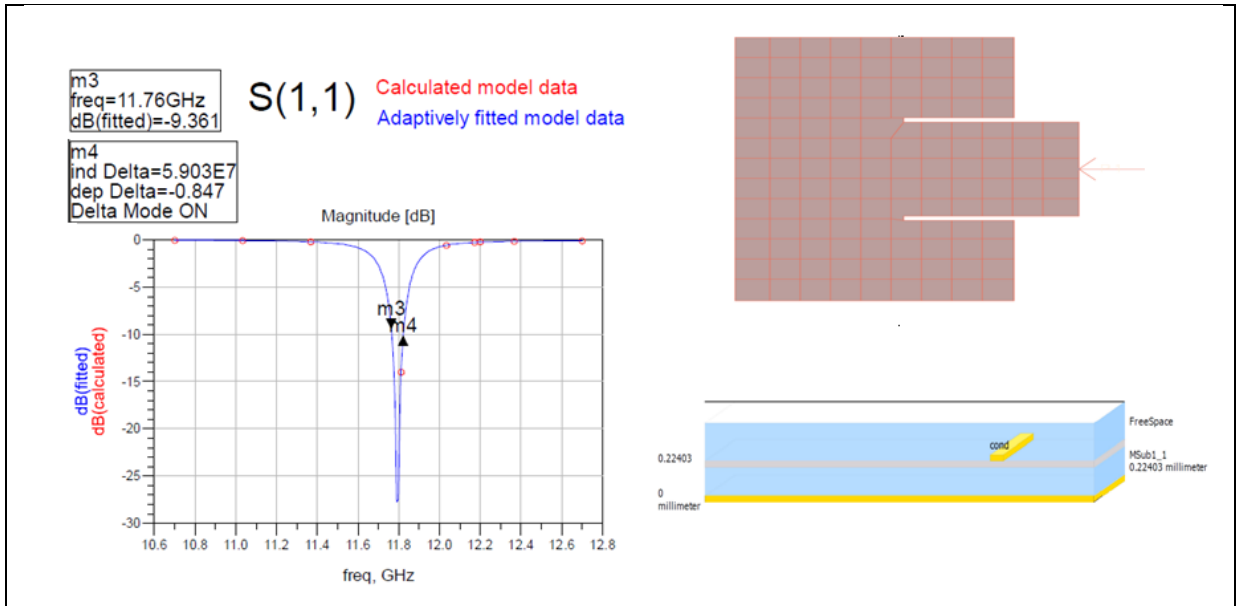 m3
freq=11.76GHz
dB(fitted)=-9.361
S(1,1)
Calculated model data
Adaptively fitted model data
m4
ind Delta=5.903E7
dep Delta=-0.847
Delta Mode ON
Magnitude [dB]
0
-5
-10
-15
-20
-25
-30
m3
m4
dB(fitted)
dB(calculated)
10.6 10.8 11.0 11.2 11.4 11.6 11.8 12.0 12.2 12.4 12.6 12.8
freq, GHz
cond
FreeSpace
0.22403
MSub1_1
0.22403 millimeter
0
millimeter